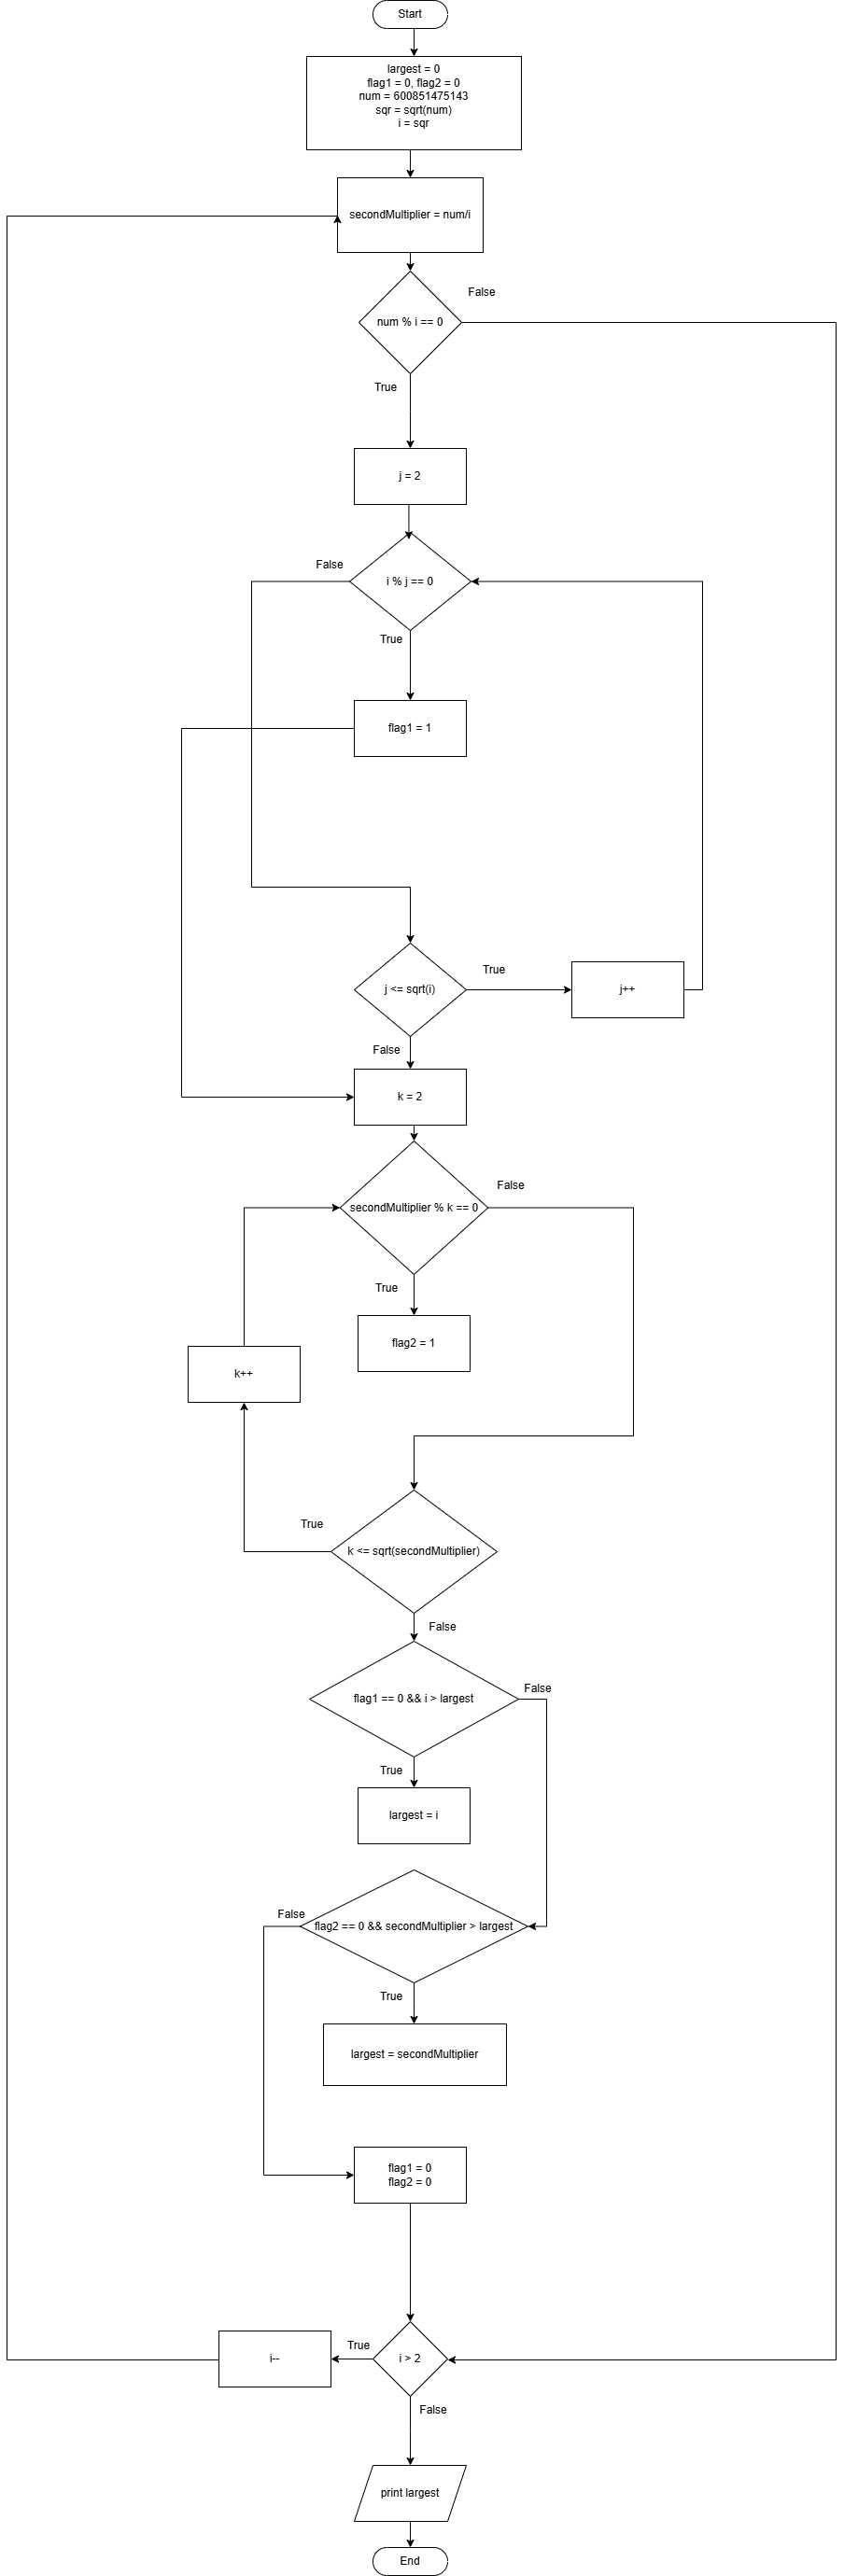 Start
largest = 0
flag1 = 0, flag2 = 0
num = 600851475143
sqr = sqrt(num)
i = sqr
secondMultiplier = num/i
False
num % i == 0
True
j = 2
False
i % j == 0
True
flag1 = 1
True
j <= sqrt(i)
j++
False
k = 2
False
secondMultiplier % k == 0
True
flag2 = 1
k++
True
k <= sqrt(secondMultiplier)
False
False
flag1 == 0 && i > largest
True
largest = i
False
flag2 == 0 && secondMultiplier > largest
True
largest = secondMultiplier
flag1 = 0
flag2 = 0
True
i--
i > 2
False
print largest
End